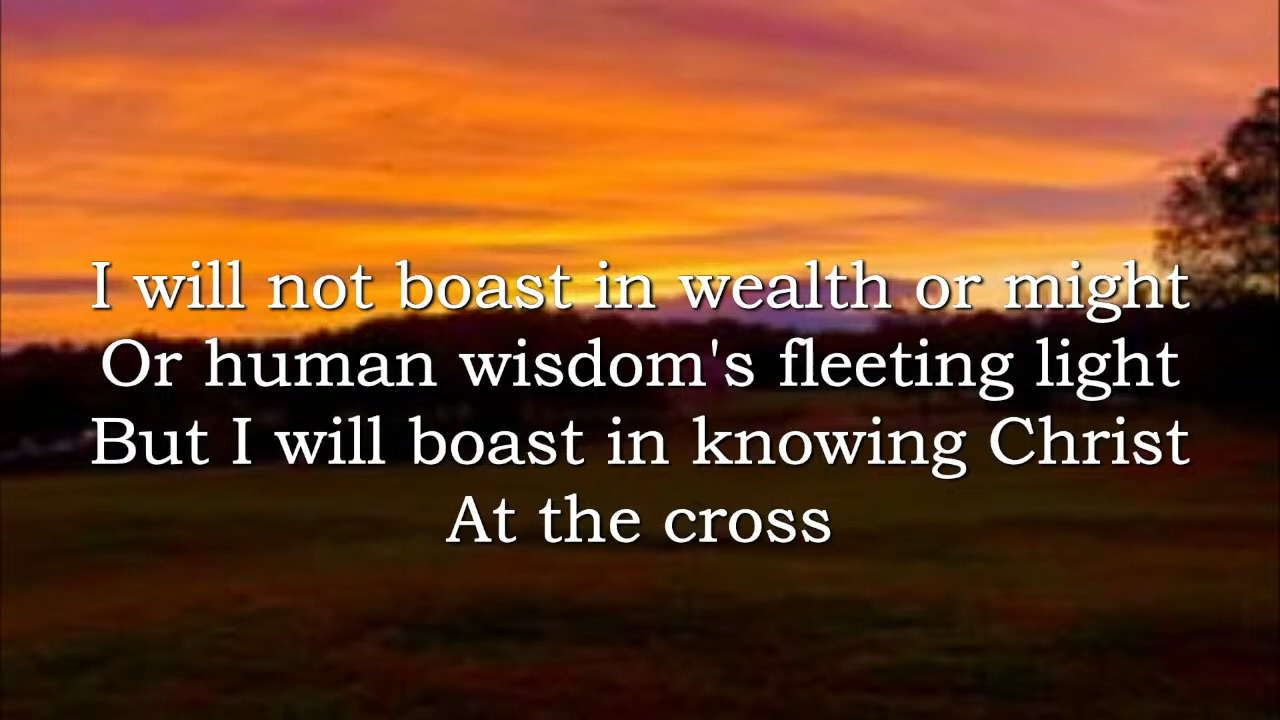 I will not boast in wealth or might
Or human wisdom's fleeting light
But I will boast in knowing Christ
At the cross